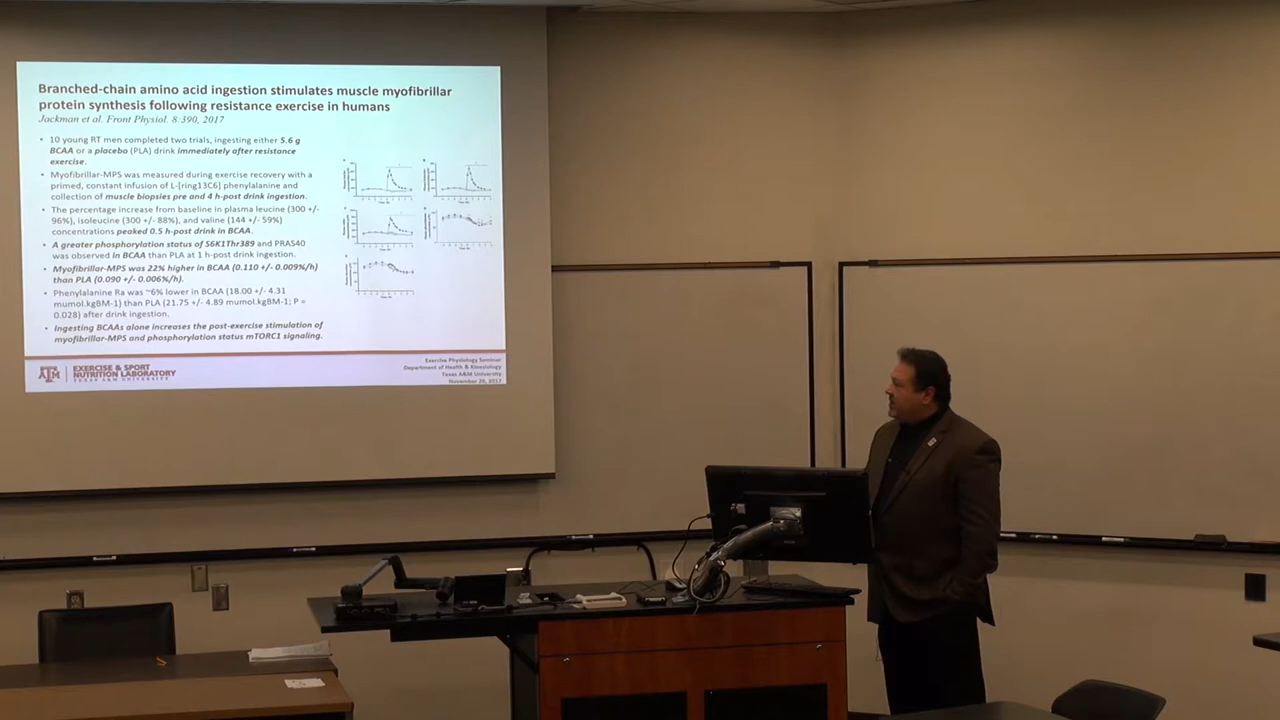 Branched-chain amino acid ingestion stimulates muscle myofibrillar
protein synthesis following resistance exercise in humans
Jackman et al. Front Physiol. 8:390, 2017
• 10 young RT men completed two trials, ingesting either 5.6 g
BCAA or a placebo (PLA) drink immediately after resistance
exercise.
• Myofibrillar-MPS was measured during exercise recovery with a
primed, constant infusion of L-[ring13C6] phenylalanine and
collection of muscle biopsies pre and 4 h-post drink ingestion.
• The percentage increase from baseline in plasma leucine (300 +/-
96%), isoleucine (300 +/- 88%), and valine (144 +/- 59%)
concentrations peaked 0.5 h-post drink in BCAA.
• A greater phosphorylation status of S6K1Thr389 and PRAS40
was observed in BCAA than PLA at 1 h-post drink ingestion.
• Myofibrillar-MPS was 22% higher in BCAA (0.110 +/- 0.009%/h)
than PLA (0.090 +/- 0.006%/h).
• Phenylalanine Ra was ~6% lower in BCAA (18.00 +/- 4.31
mumol.kgBM-1) than PLA (21.75 +/- 4.89 mumol.kgBM-1; P =
0.028) after drink ingestion.
• Ingesting BCAAs alone increases the post-exercise stimulation of
myofibrillar-MPS and phosphorylation status mTORC1 signaling.
ATM
EXERCISE & SPORT
NUTRITION LABORATORY
TEXAS A&M UNIVERSITY
Exercise Physiology Seminar
Department of Health & Kinesiology
Texas A&M University
November 20, 2017